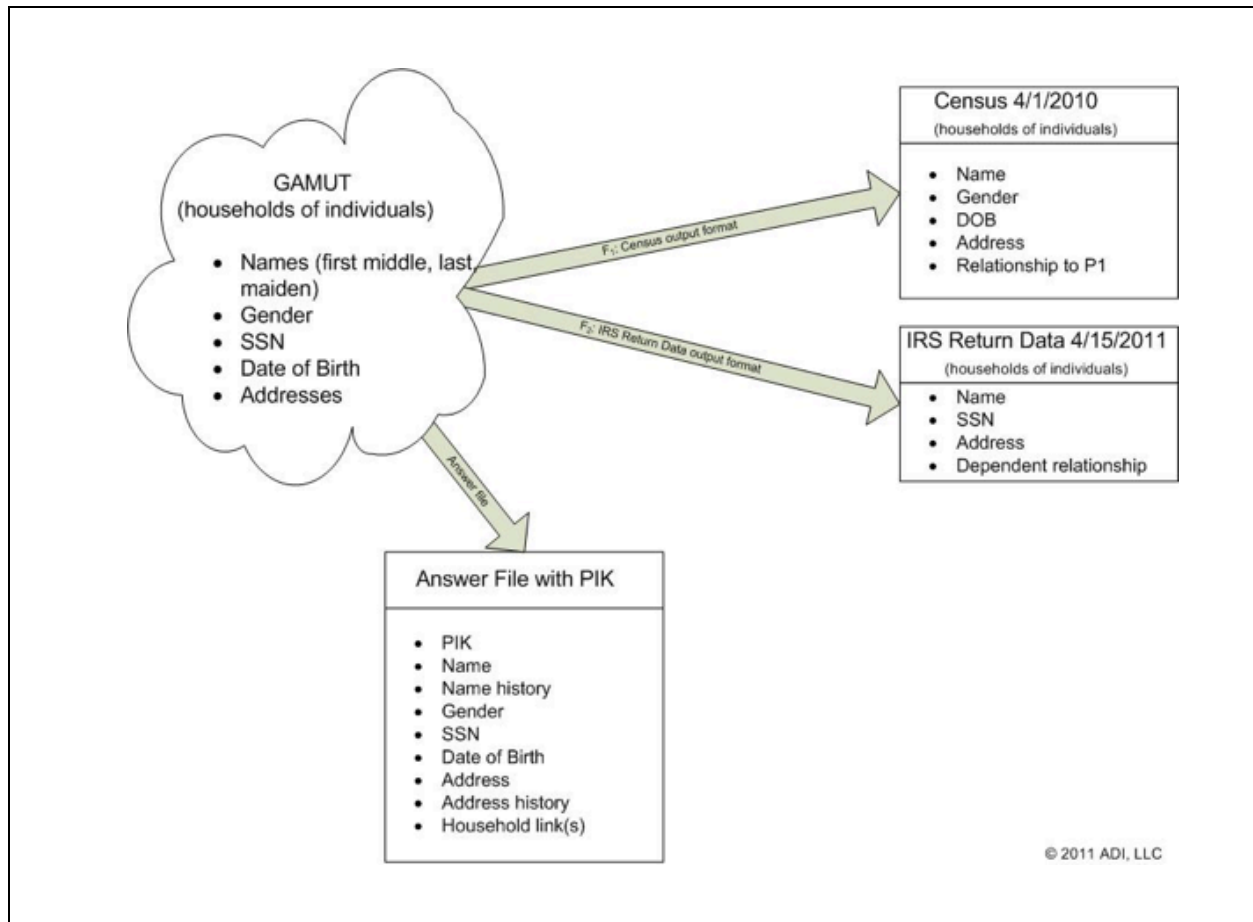 GAMUT
(households of individuals)
• Names (first middle, last,
maiden)
• Gender
• SSN
• Date of Birth
• Addresses
F₁: Census output format
F₂: IRS Return Data output format
Answer file
Census 4/1/2010
(households of individuals)
• Name
• Gender
• DOB
• Address
• Relationship to P1
IRS Return Data 4/15/2011
(households of individuals)
• Name
• SSN
• Address
• Dependent relationship
Answer File with PIK
• PIK
• Name
• Name history
• Gender
• SSN
• Date of Birth
• Address
• Address history
• Household link(s)
© 2011 ADI, LLC